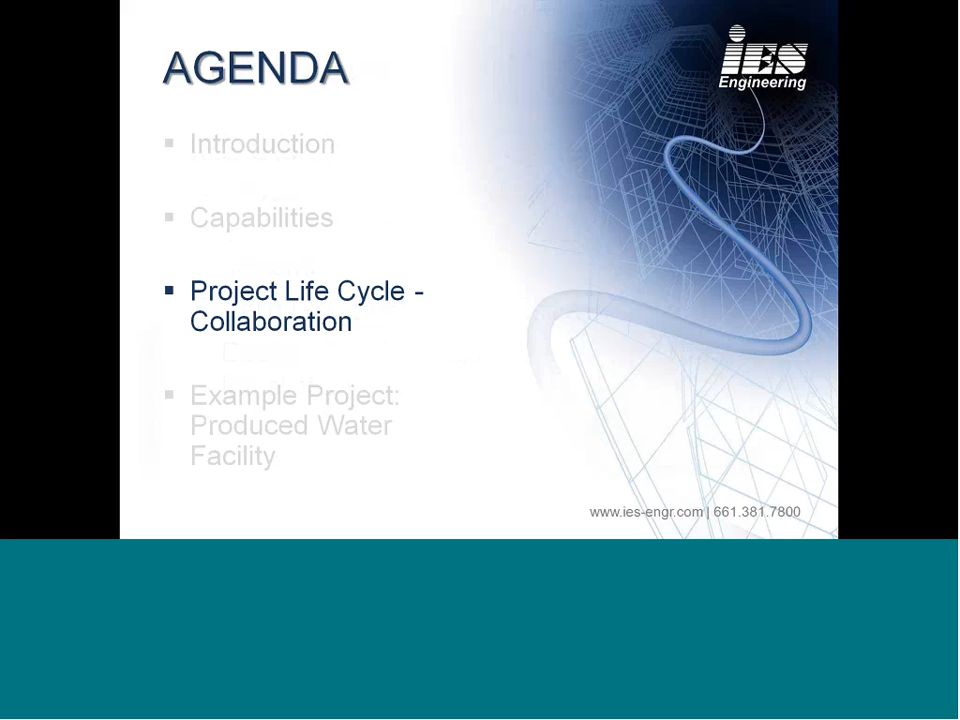 AGENDA
iES
Engineering
▪ Introduction
▪ Capabilities
▪ Project Life Cycle -
Collaboration
▪ Example Project:
Produced Water
Facility
www.ies-engr.com | 661.381.7800